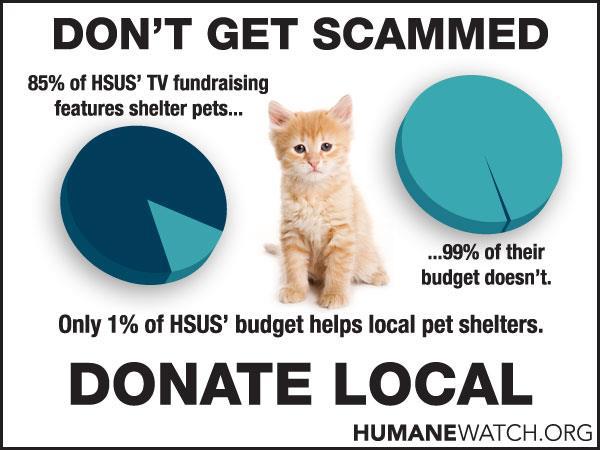 DON'T GET SCAMMED
85% of HSUS' TV fundraising
features shelter pets...
...99% of their
budget doesn't.
Only 1% of HSUS' budget helps local pet shelters.
DONATE LOCAL
HUMANEWATCH.ORG